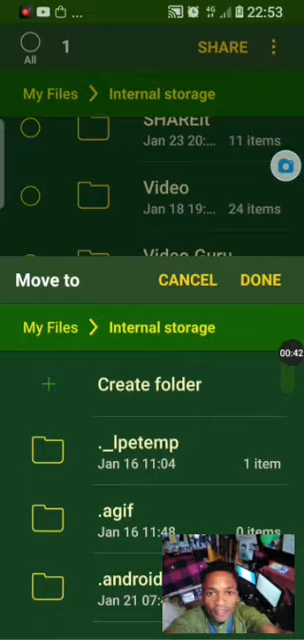 ... 22:53
All 1 SHARE
My Files > Internal storage
SHAREit
Jan 23 20:... 11 items
Video
Jan 18 19:... 24 items
Video Guru
Move to CANCEL DONE
My Files > Internal storage
00:42
+ Create folder
._lpetemp
Jan 16 11:04 1 item
.agif
Jan 16 11:48 0 items
.android
Jan 21 07: